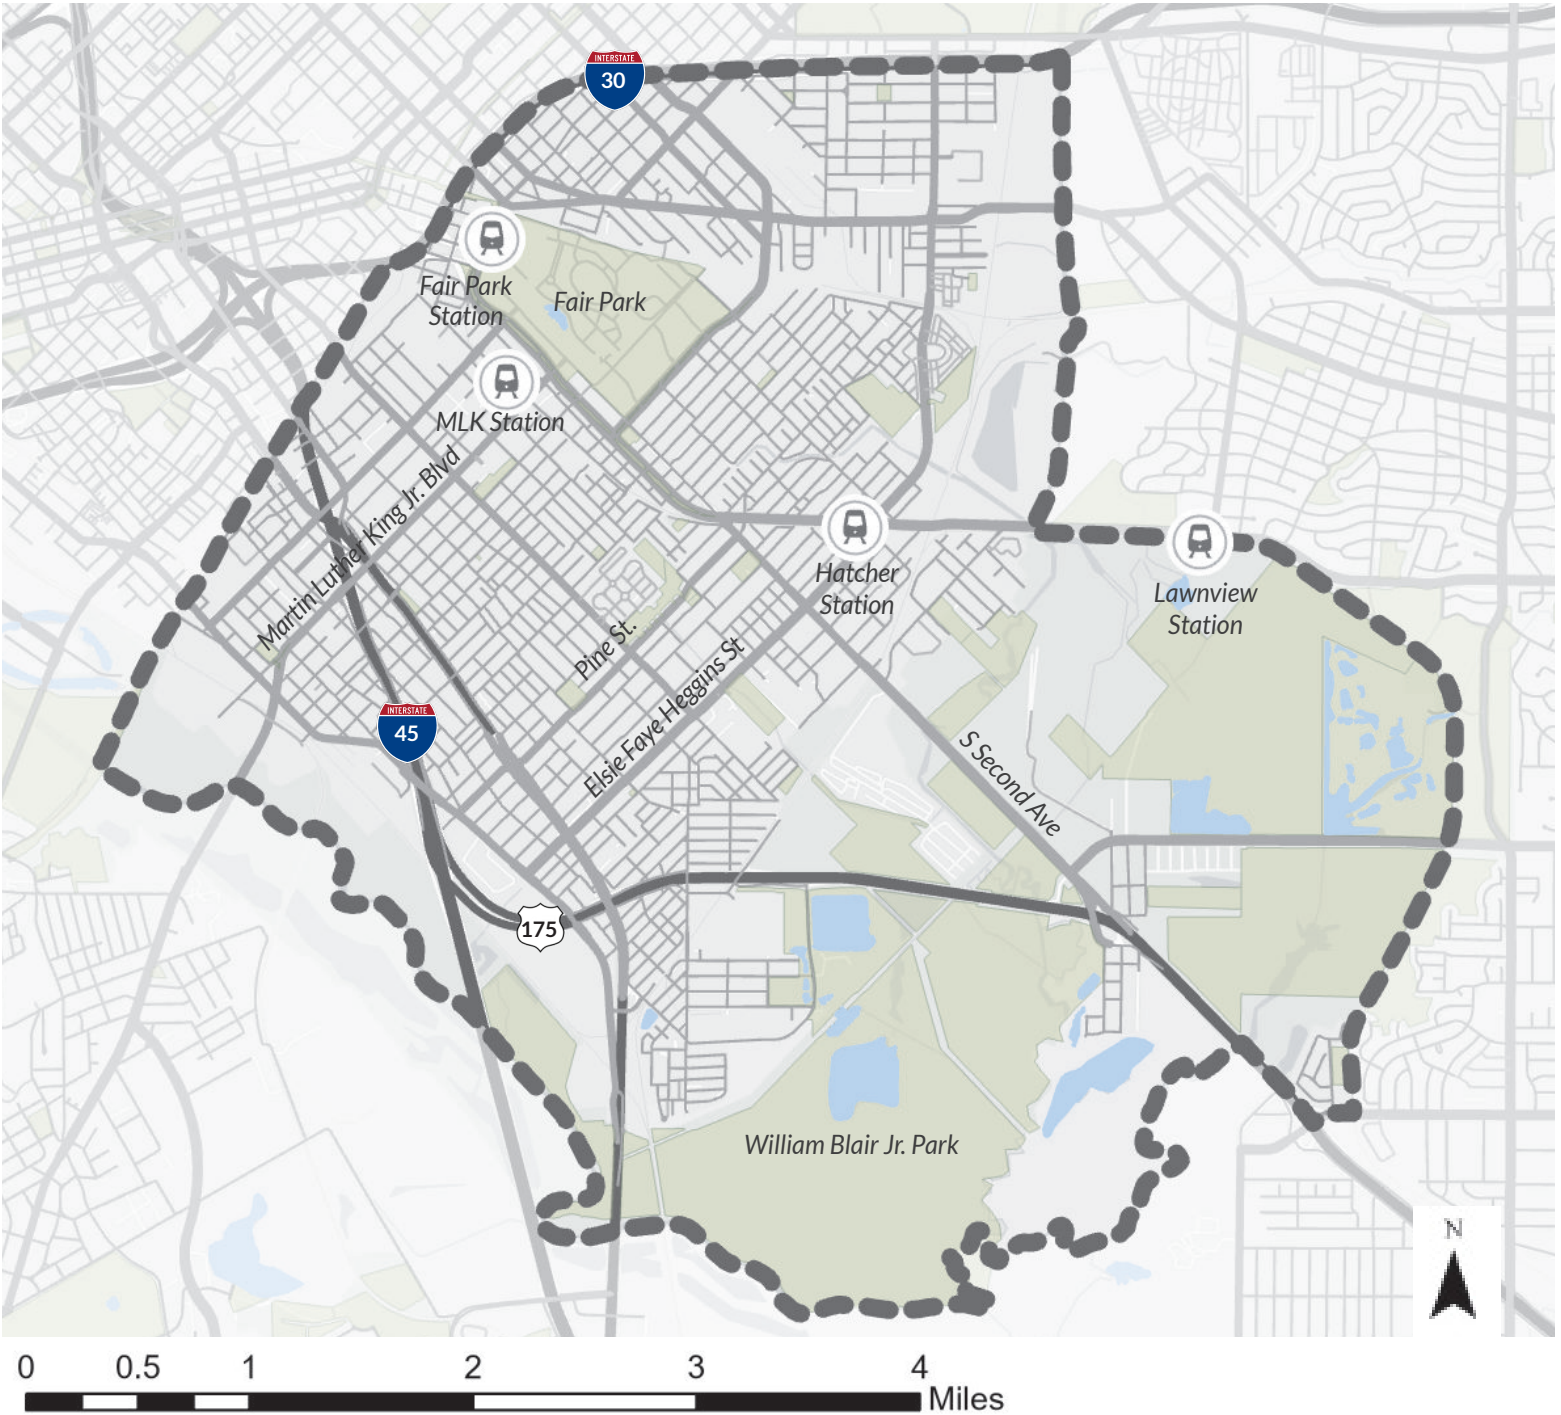 INTERSTATE
30
Fair Park
Station
Fair Park
MLK Station
Martin Luther King Jr. Blvd
Hatcher
Station
Lawnview
Station
Pine St.
Elsie Faye Heggins St
INTERSTATE
45
S Second Ave
175
William Blair Jr. Park
N
0 0.5 1 2 3 4
Miles